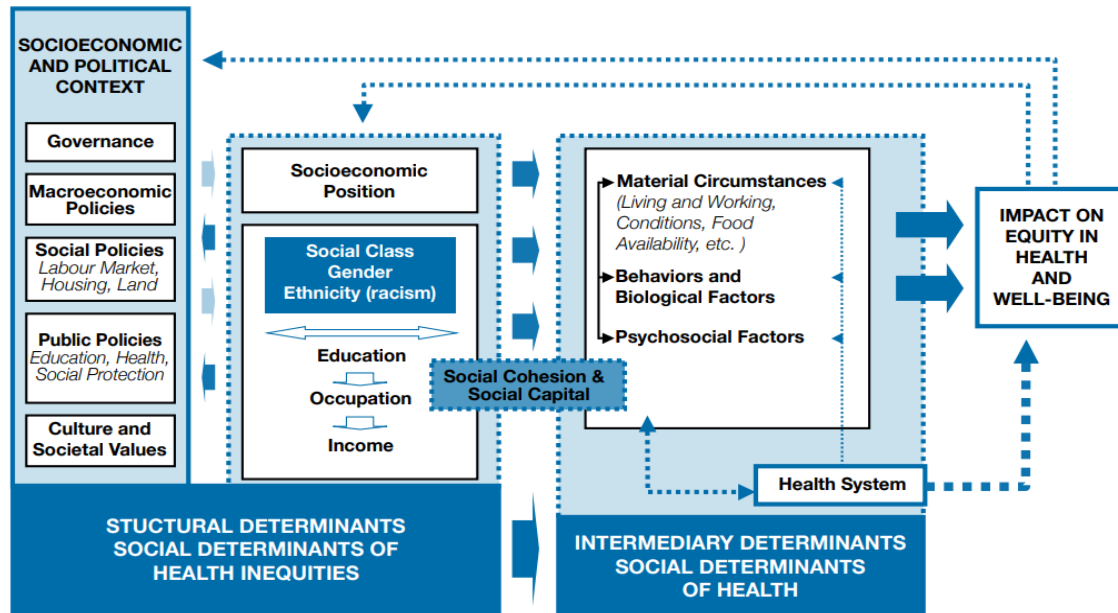 SOCIOECONOMIC
AND POLITICAL
CONTEXT
Governance
Macroeconomic
Policies
Social Policies
Labour Market,
Housing, Land
Public Policies
Education, Health,
Social Protection
Culture and
Societal Values
Socioeconomic
Position
Social Class
Gender
Ethnicity (racism)
Education
Occupation
Income
Social Cohesion &
Social Capital
Material Circumstances
(Living and Working,
Conditions, Food
Availability, etc. )
Behaviors and
Biological Factors
Psychosocial Factors
Health System
IMPACT ON
EQUITY IN
HEALTH
AND
WELL-BEING
STUCTURAL DETERMINANTS
SOCIAL DETERMINANTS OF
HEALTH INEQUITIES
INTERMEDIARY DETERMINANTS
SOCIAL DETERMINANTS
OF HEALTH